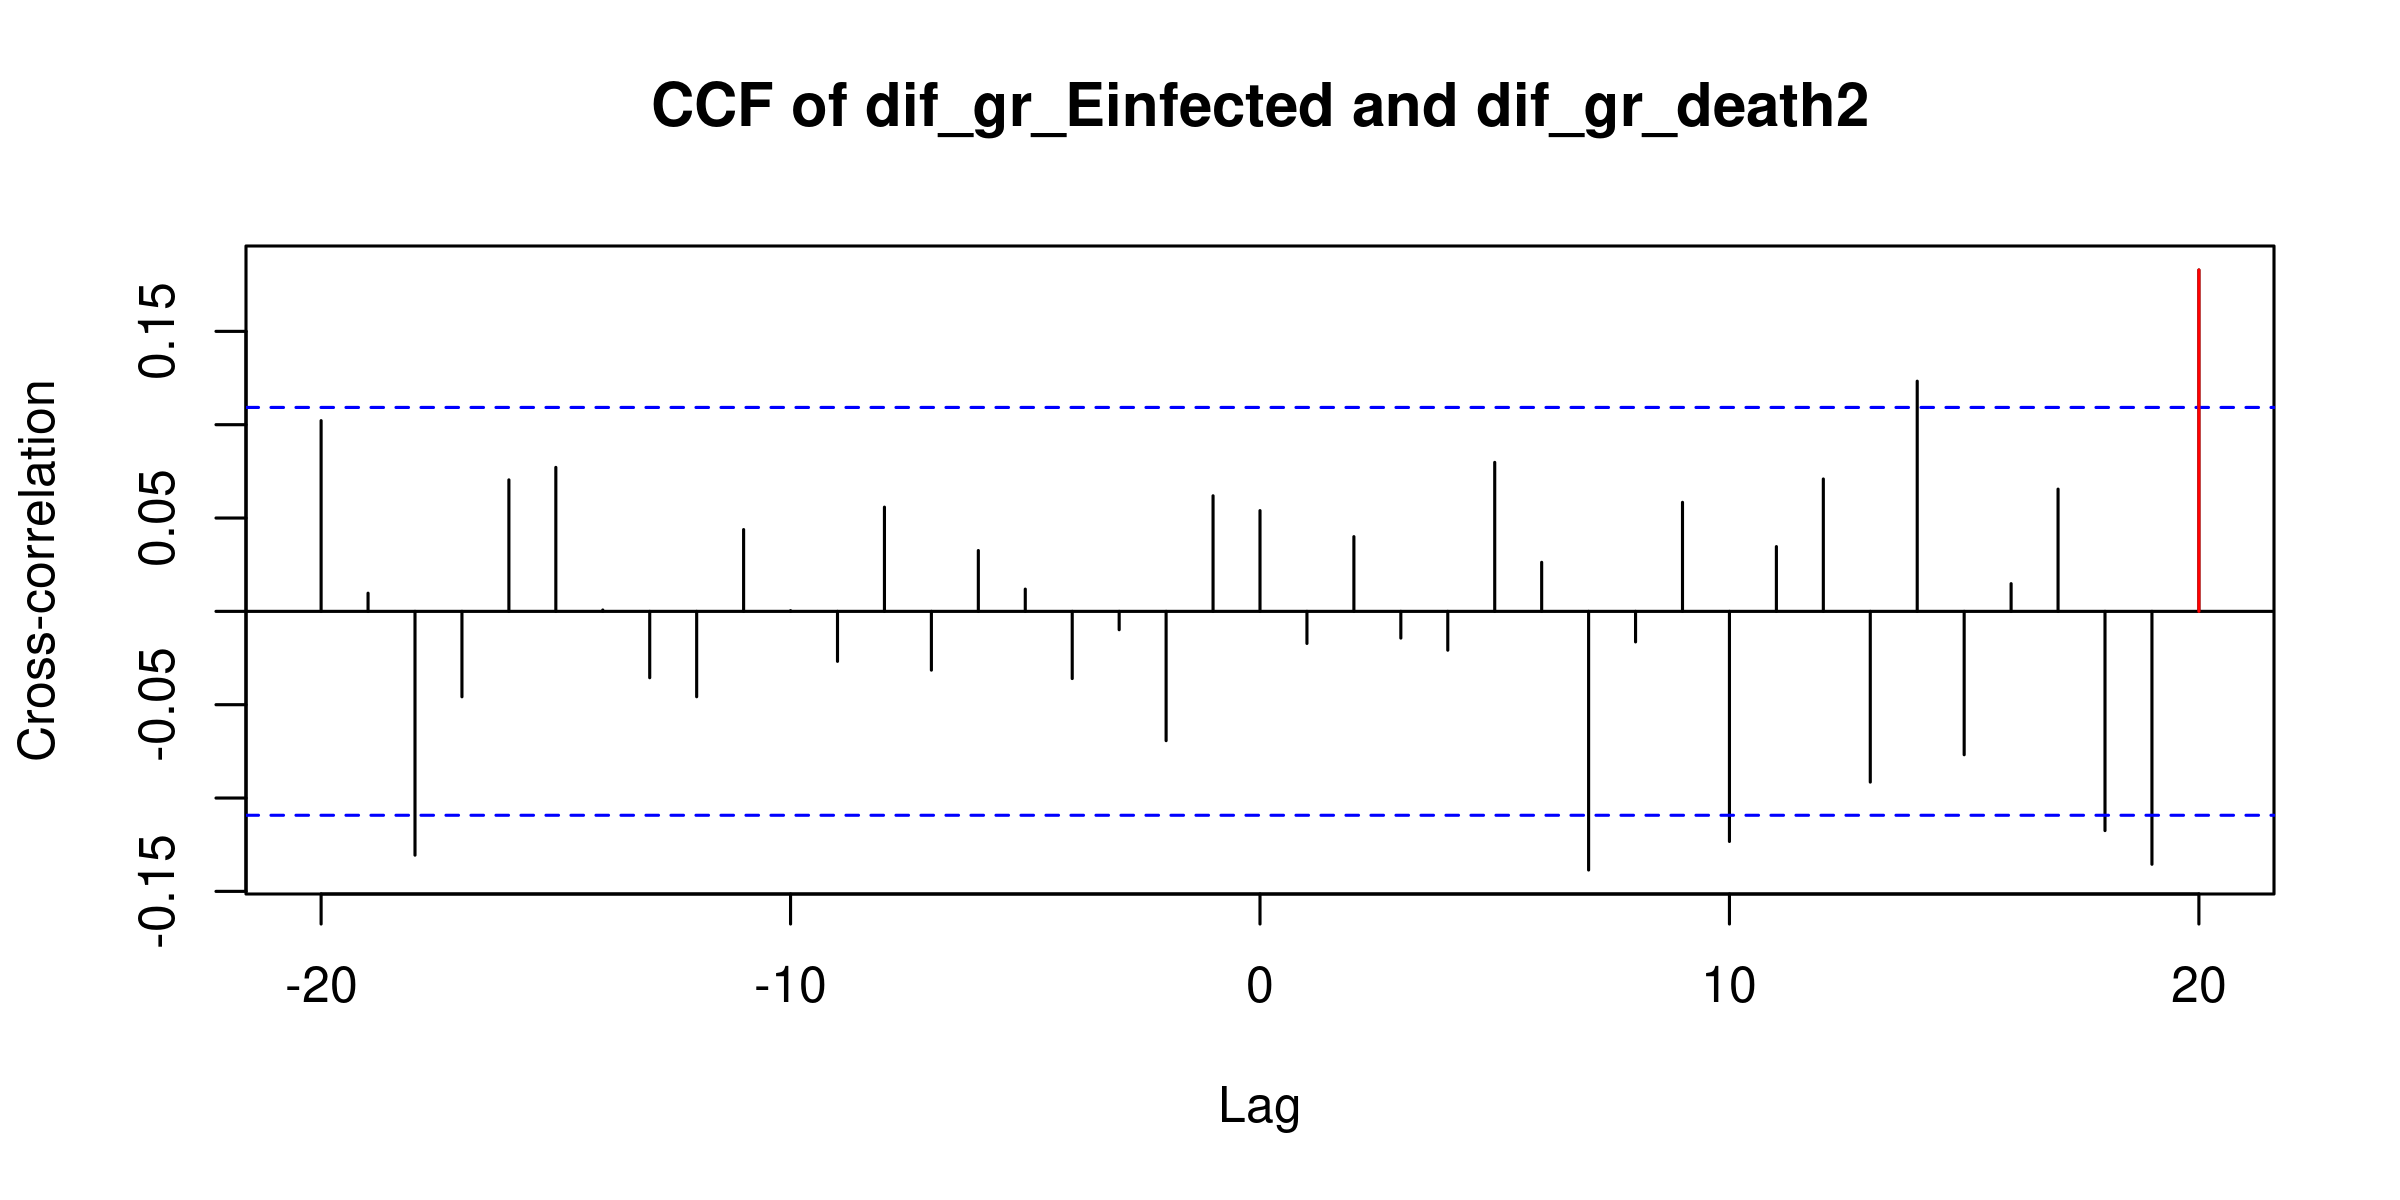 CCF of dif_gr_Einfected and dif_gr_death2
Cross-correlation
0.15
0.05
-0.05
-0.15
-20 -10 0 10 20
Lag